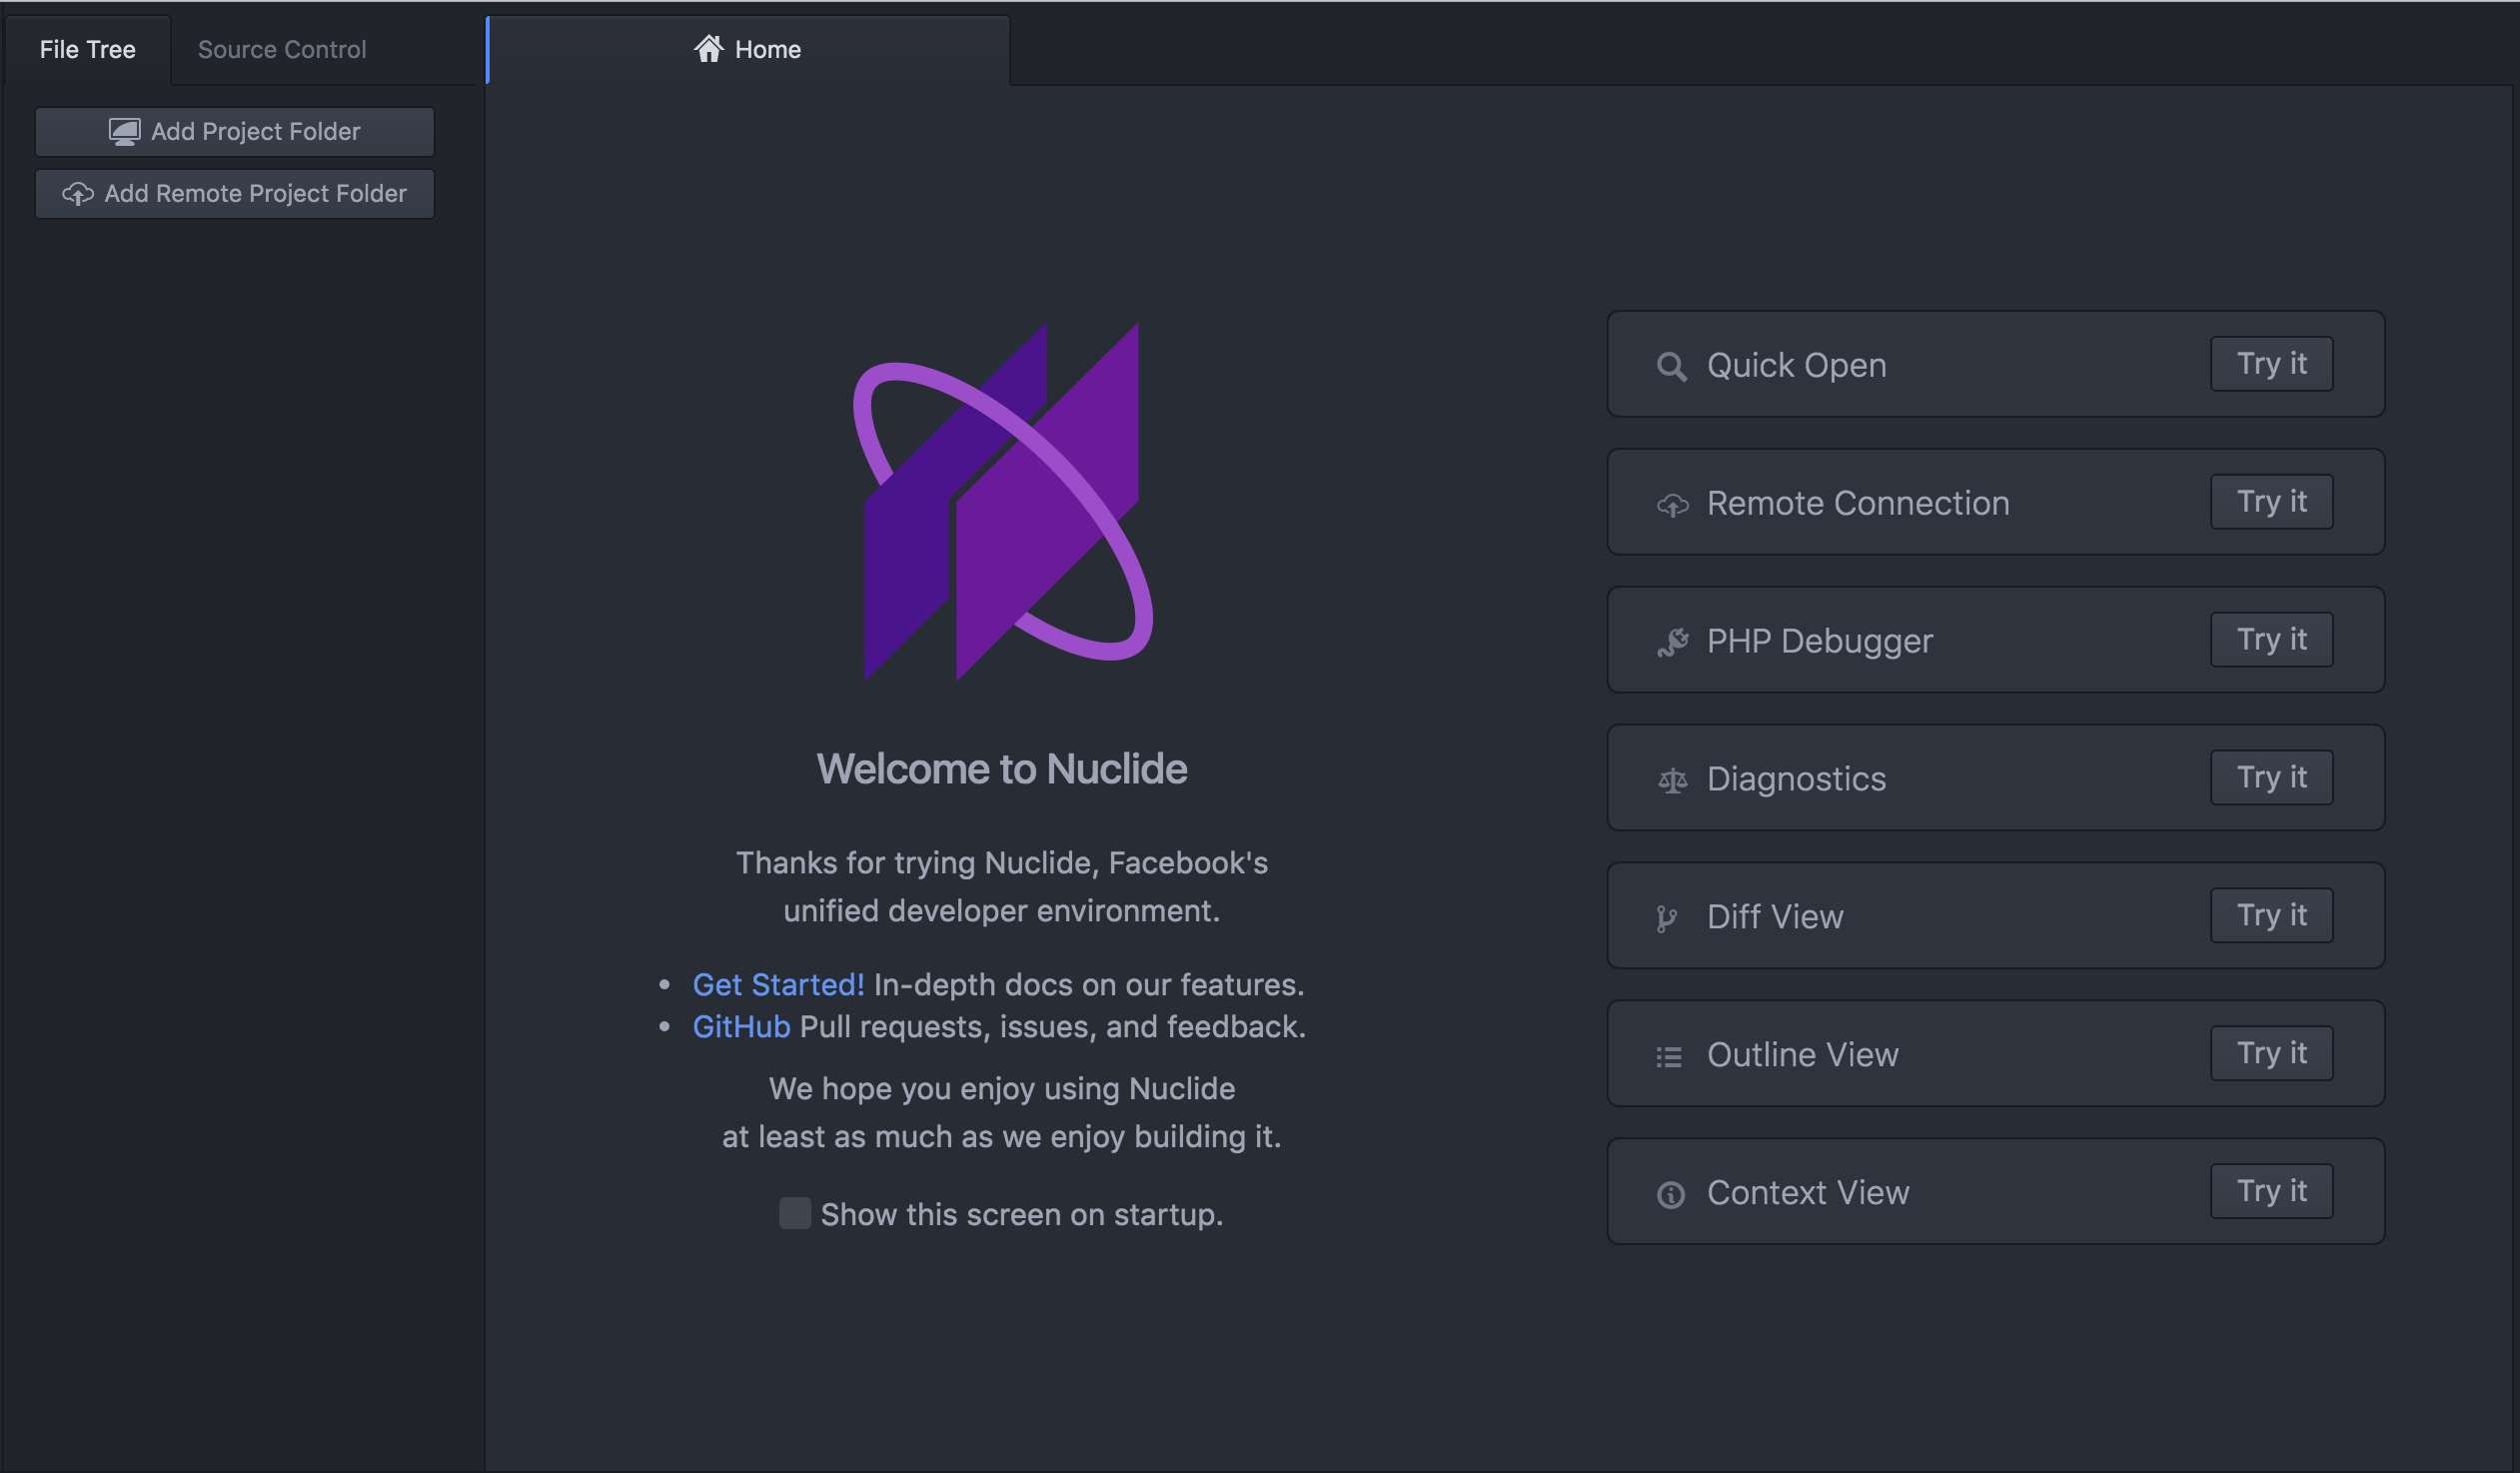 File Tree
Source Control
Home
Add Project Folder
Add Remote Project Folder
Welcome to Nuclide
Thanks for trying Nuclide, Facebook's
unified developer environment.
• Get Started! In-depth docs on our features.
• GitHub Pull requests, issues, and feedback.
We hope you enjoy using Nuclide
at least as much as we enjoy building it.
Show this screen on startup.
Quick Open
Try it
Remote Connection
Try it
PHP Debugger
Try it
Diagnostics
Try it
Diff View
Try it
Outline View
Try it
Context View
Try it